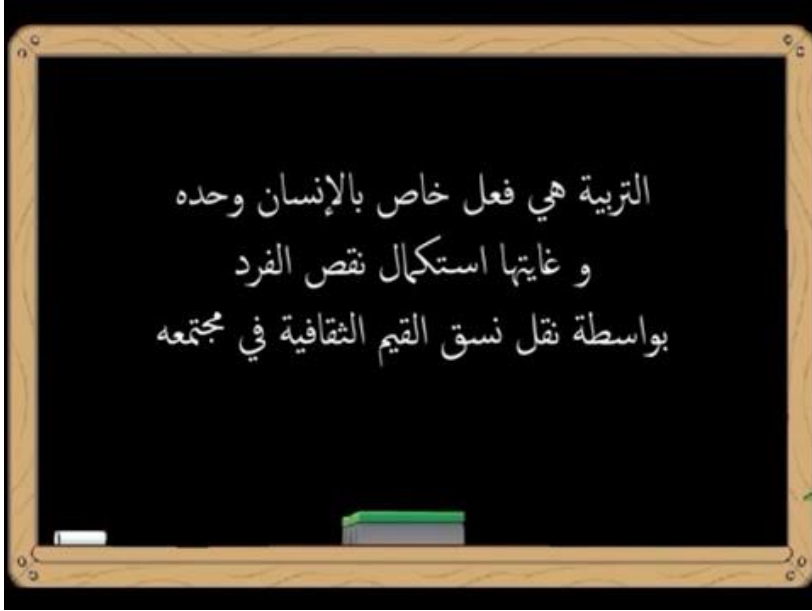 التربية هي فعل خاص بالإنسان وحده
و غايتها استكمال نقص الفرد
بواسطة نقل نسق القيم الثقافية في مجتمعه